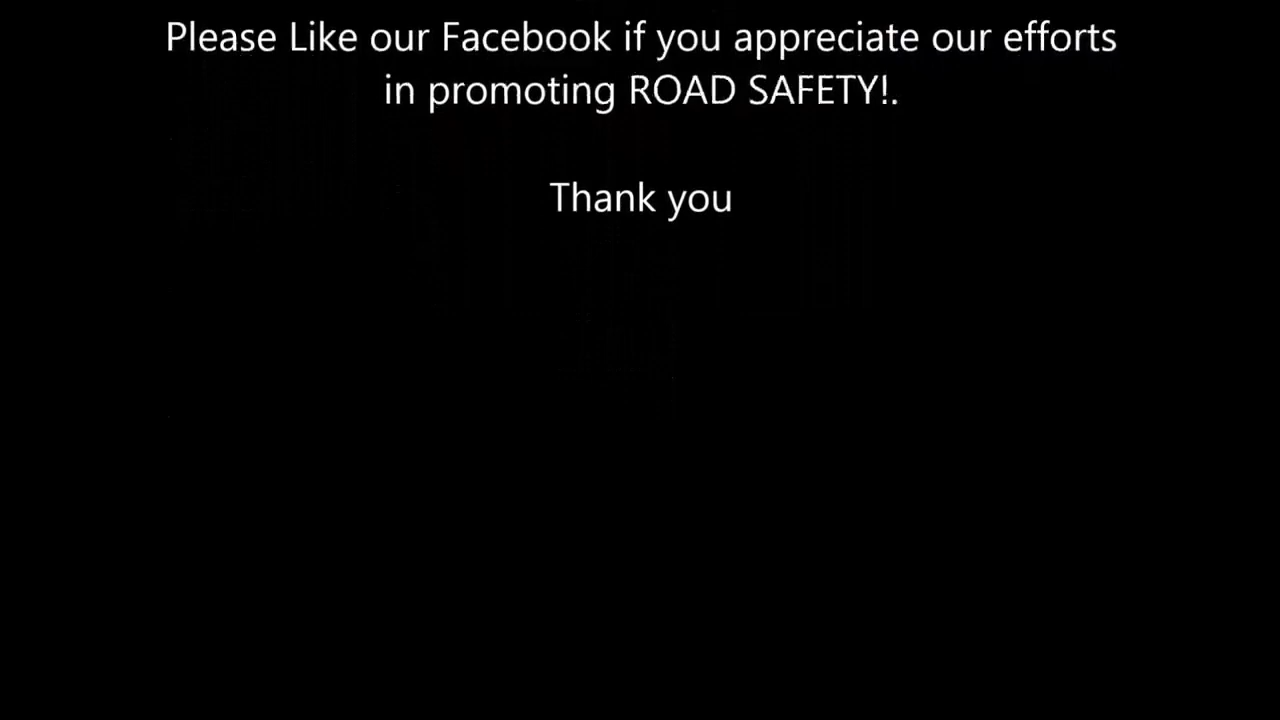 Please Like our Facebook if you appreciate our efforts
in promoting ROAD SAFETY!.
Thank you